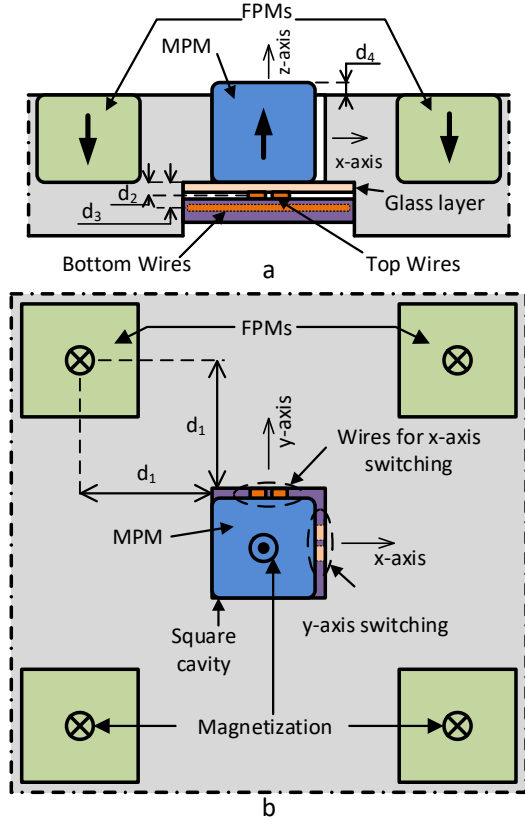 FPMs
MPM
z-axis
d4
x-axis
d2
d3
Glass layer
Bottom Wires
Top Wires
a
FPMs
d1
y-axis
Wires for x-axis
switching
d1
MPM
x-axis
Square
cavity
y-axis switching
Magnetization
b